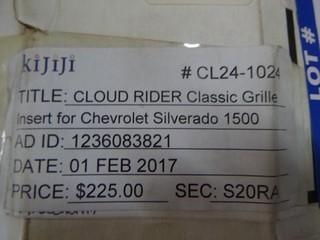 kijiji
# CL24-1024
TITLE: CLOUD RIDER Classic Grille
Insert for Chevrolet Silverado 1500
AD ID: 1236083821
DATE: 01 FEB 2017
PRICE: $225.00 SEC: S20RA
LOT #